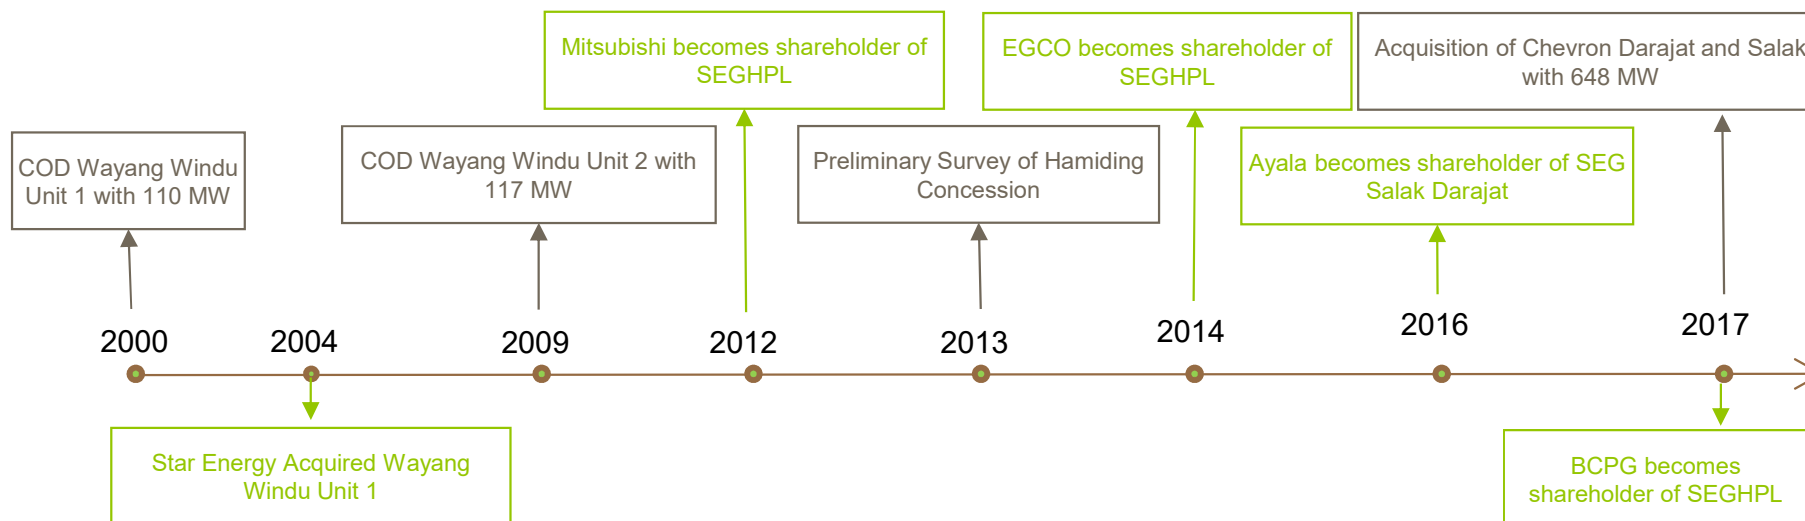 Mitsubishi becomes shareholder of
SEGHPL
EGCO becomes shareholder of
SEGHPL
Acquisition of Chevron Darajat and Salak
with 648 MW
COD Wayang Windu
Unit 1 with 110 MW
COD Wayang Windu Unit 2 with
117 MW
Preliminary Survey of Hamiding
Concession
Ayala becomes shareholder of SEG
Salak Darajat
2000
2004
2009
2012
2013
2014
2016
2017
Star Energy Acquired Wayang
Windu Unit 1
BCPG becomes
shareholder of SEGHPL